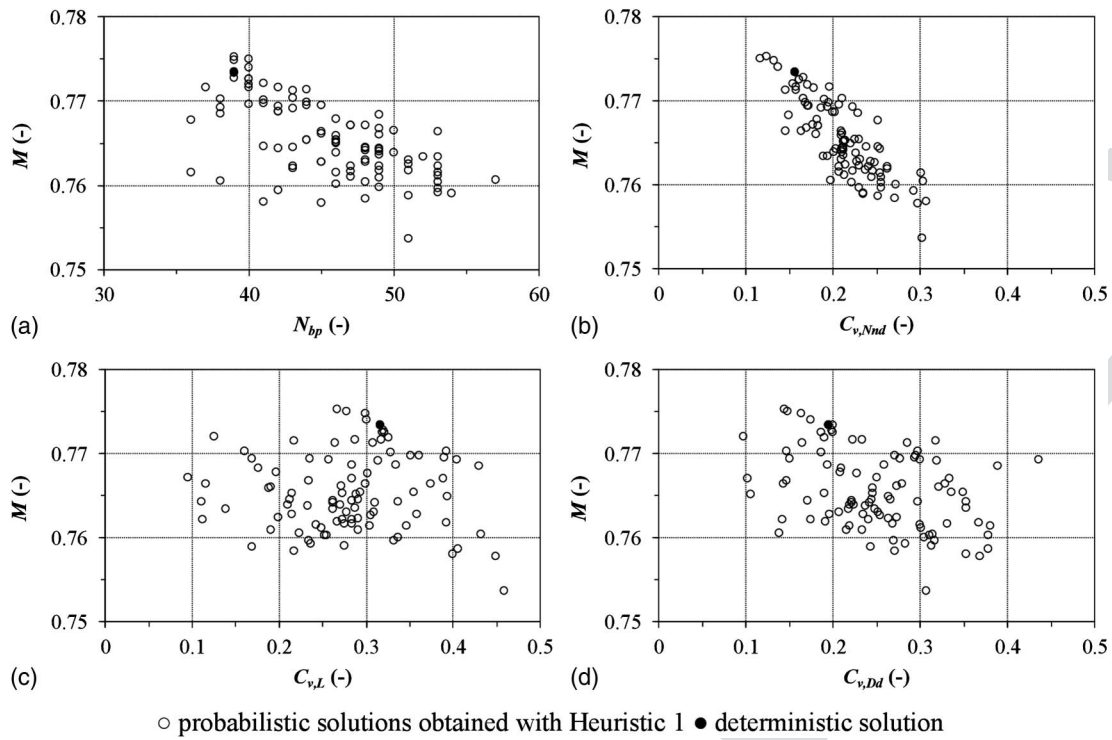 0.78
0.77
0.76
0.75
M (-)
30 40 50 60
(a) N_bp (-)
0.78
0.77
0.76
0.75
M (-)
0 0.1 0.2 0.3 0.4 0.5
(b) C_v,Nnd (-)
0.78
0.77
0.76
0.75
M (-)
0 0.1 0.2 0.3 0.4 0.5
(c) C_v,L (-)
0.78
0.77
0.76
0.75
M (-)
0 0.1 0.2 0.3 0.4 0.5
(d) C_v,Dd (-)
○ probabilistic solutions obtained with Heuristic 1 ● deterministic solution